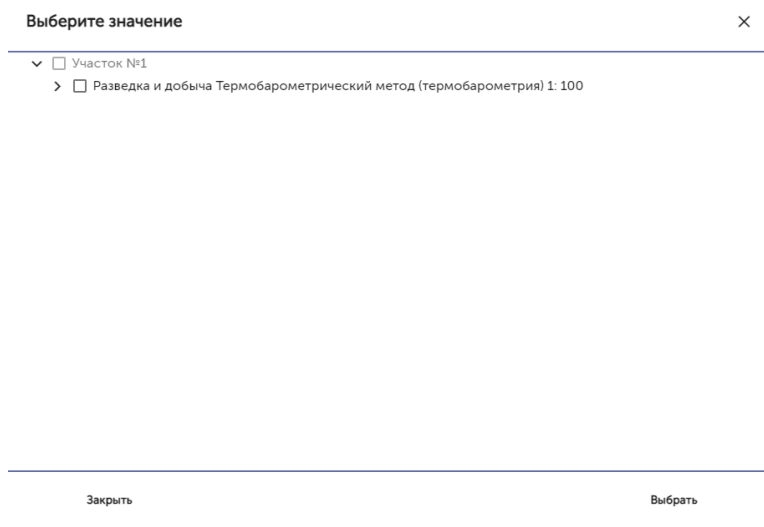 Выберите значение
Участок №1
Разведка и добыча Термобарометрический метод (термобарометрия) 1: 100
Закрыть
Выбрать